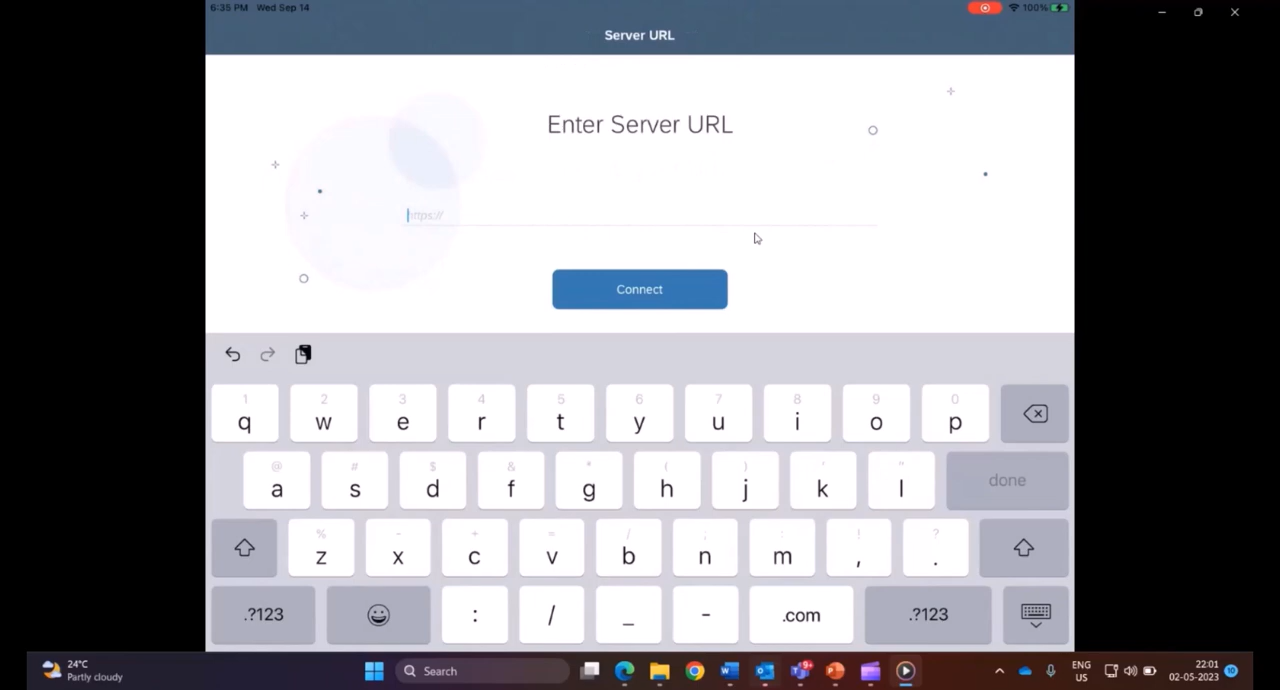 6:35 PM Wed Sep 14
100%
Server URL
Enter Server URL
https://
Connect
1 2 3 4 5 6 7 8 9 0
q w e r t y u i o p
@ # $ & * ( ) ' "
a s d f g h j k l done
% - + = / ; : ! ?
z x c v b n m , .
.?123 : / _ - .com .?123
24°C
Partly cloudy
Search
9+
ENG
US
22:01
02-05-2023
10